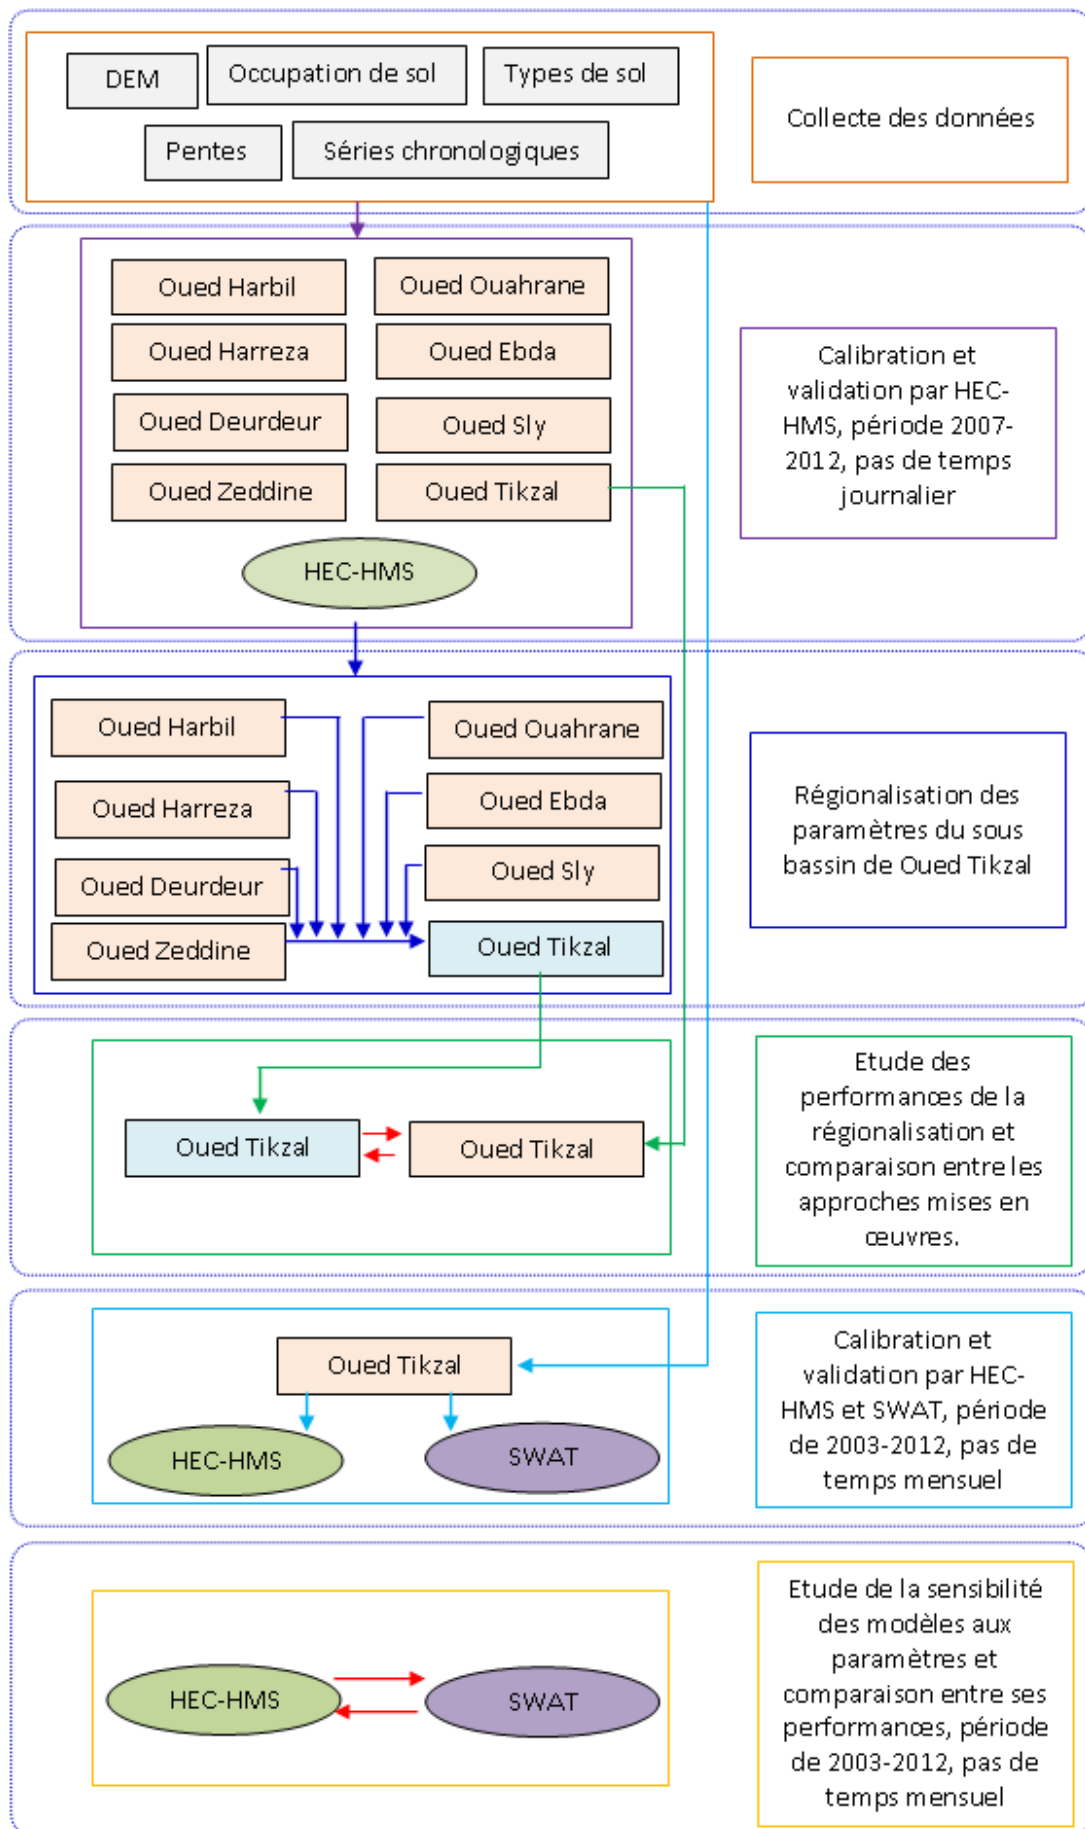 DEM
Occupation de sol
Types de sol
Pentes
Séries chronologiques
Collecte des données
Oued Harbil
Oued Ouahrane
Oued Harreza
Oued Ebda
Oued Deurdeur
Oued Sly
Oued Zeddine
Oued Tikzal
HEC-HMS
Calibration et
validation par HEC-
HMS, période 2007-
2012, pas de temps
journalier
Oued Harbil
Oued Ouahrane
Oued Harreza
Oued Ebda
Oued Deurdeur
Oued Sly
Oued Zeddine
Oued Tikzal
Régionalisation des
paramètres du sous
bassin de Oued Tikzal
Oued Tikzal
Oued Tikzal
Etude des
performances de la
régionalisation et
comparaison entre les
approches mises en
œuvres.
Oued Tikzal
HEC-HMS
SWAT
Calibration et
validation par HEC-
HMS et SWAT, période
de 2003-2012, pas de
temps mensuel
HEC-HMS
SWAT
Etude de la sensibilité
des modèles aux
paramètres et
comparaison entre ses
performances, période
de 2003-2012, pas de
temps mensuel